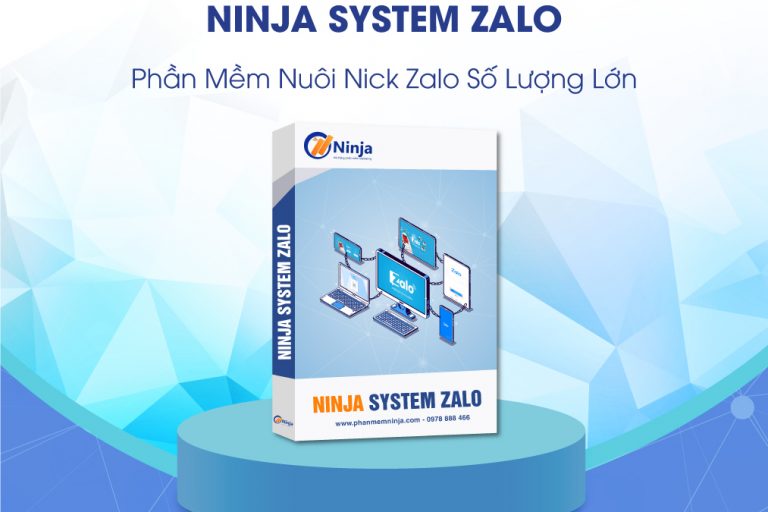 NINJA SYSTEM ZALO
Phần Mềm Nuôi Nick Zalo Số Lượng Lớn
Ninja
NINJA SYSTEM ZALO
Zalo
Zalo
NINJA SYSTEM ZALO
www.phanmemninja.com - 0978 888 466
Ninja